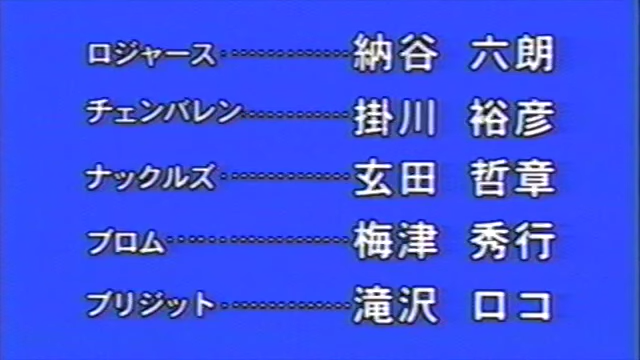 ロジャース‥‥‥‥‥‥納谷 六朗
チェンバレン‥‥‥‥‥掛川 裕彦
ナックルズ‥‥‥‥‥‥玄田 哲章
ブロム‥‥‥‥‥‥‥‥梅津 秀行
ブリジット‥‥‥‥‥‥滝沢 ロコ